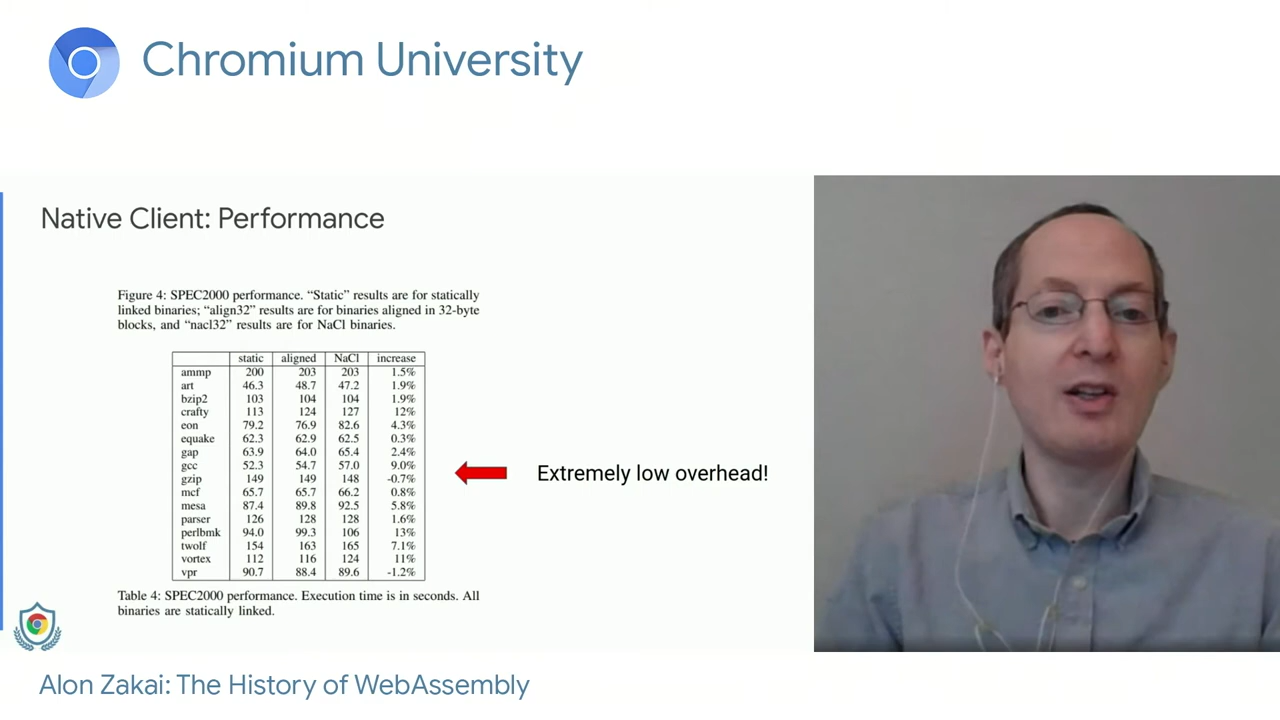 Chromium University
Native Client: Performance
Figure 4: SPEC2000 performance. “Static” results are for statically
linked binaries; “align32” results are for binaries aligned in 32-byte
blocks, and “nacl32” results are for NaCl binaries.
static aligned NaCl increase
ammp 200 203 203 1.5%
art 46.3 48.7 47.2 1.9%
bzip2 103 104 104 1.9%
crafty 113 124 127 12%
eon 79.2 76.9 82.6 4.3%
equake 62.3 62.9 62.5 0.3%
gap 63.9 64.0 65.4 2.4%
gcc 52.3 54.7 57.0 9.0%
gzip 149 149 148 -0.7%
mcf 65.7 65.7 66.2 0.8%
mesa 87.4 89.8 92.5 5.8%
parser 126 128 128 1.6%
perlbmk 94.0 99.3 106 13%
twolf 154 163 165 7.1%
vortex 112 116 124 11%
vpr 90.7 88.4 89.6 -1.2%
Extremely low overhead!
Table 4: SPEC2000 performance. Execution time is in seconds. All
binaries are statically linked.
Alon Zakai: The History of WebAssembly